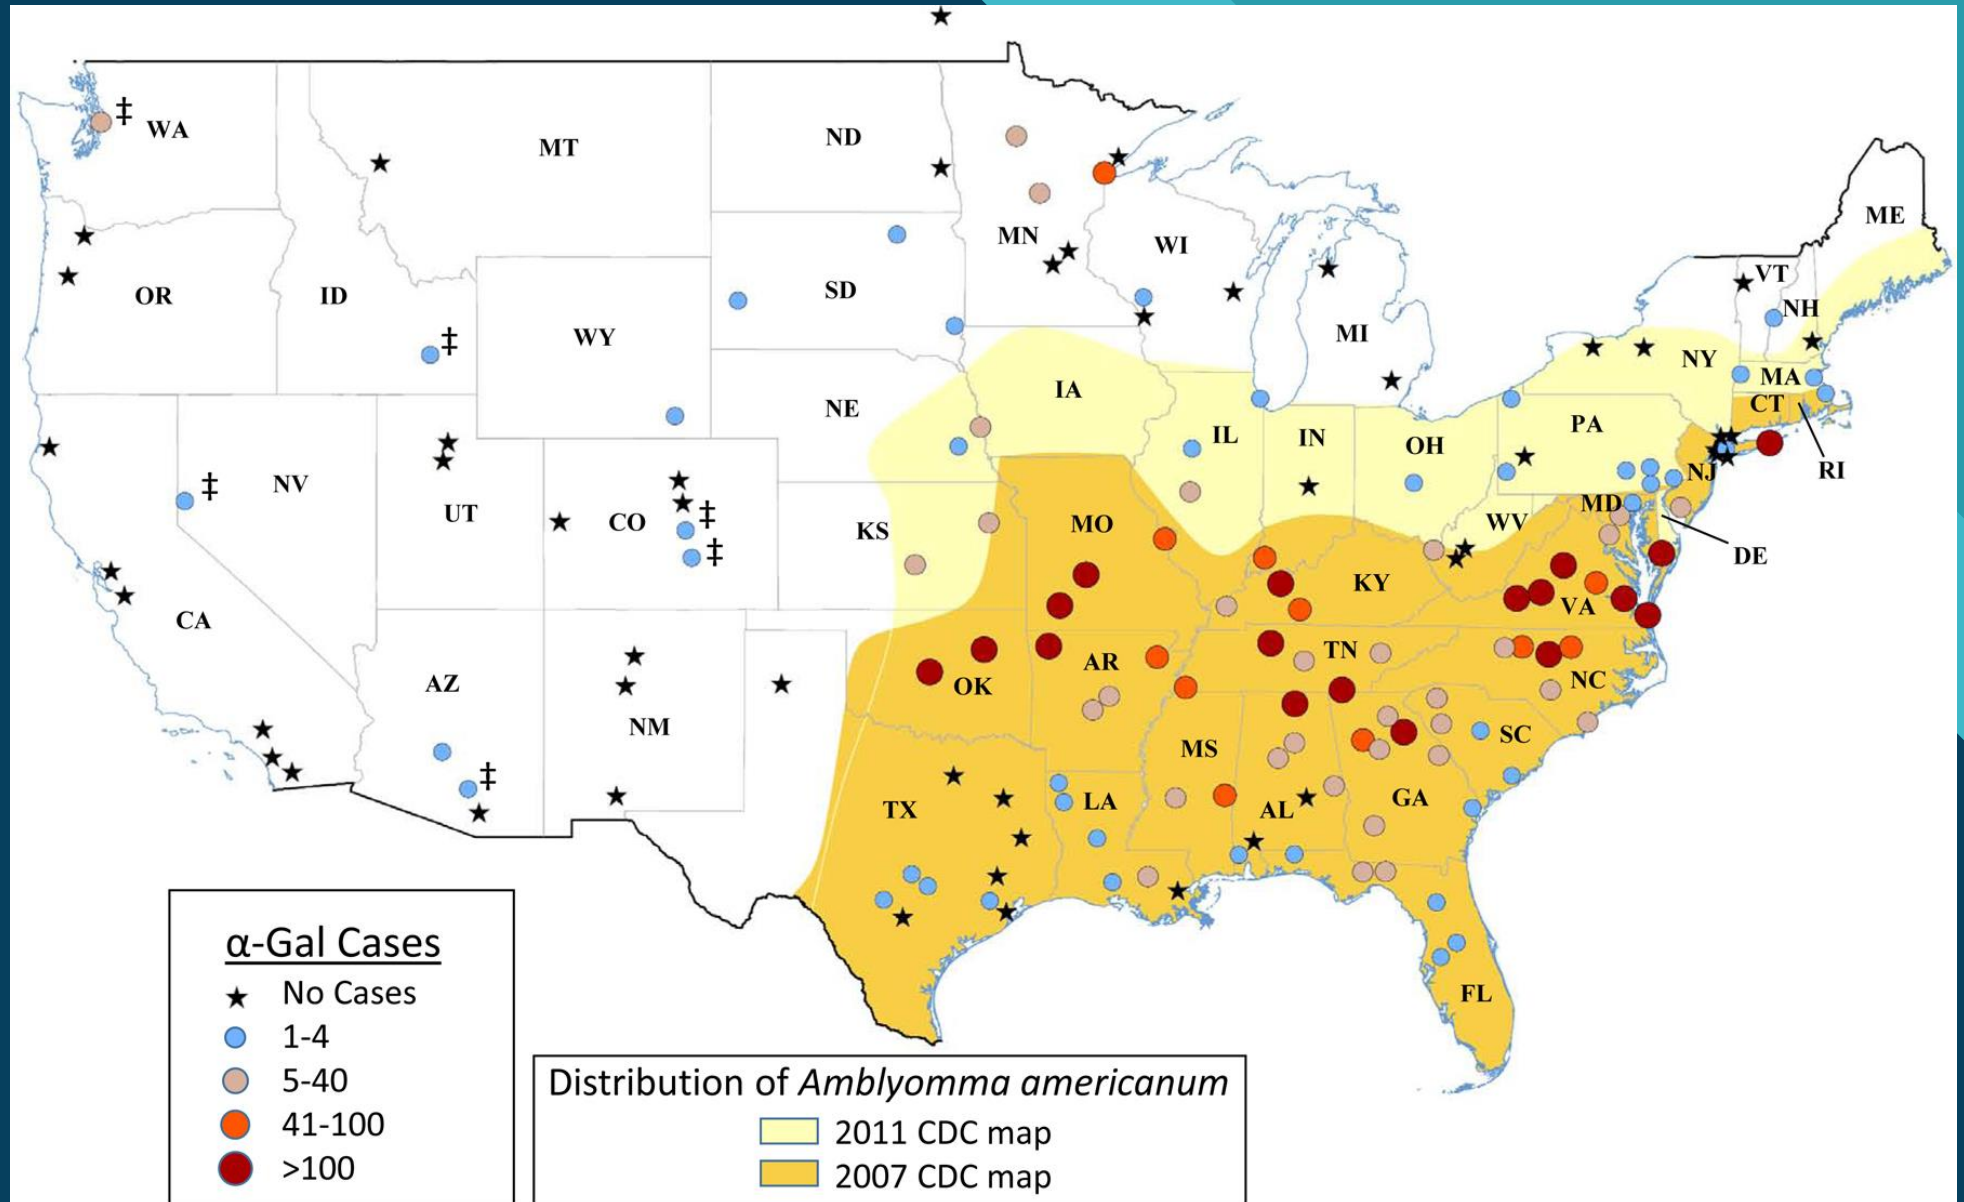 ‡
WA
MT
ND
ME
MN
WI
VT
OR
ID
SD
NH
‡
WY
MI
NY
IA
MA
NE
CT
PA
IL
IN
OH
‡
NV
NJ
RI
UT
CO
‡
MO
MD
WV
KS
‡
DE
KY
CA
VA
TN
AR
AZ
OK
NC
NM
SC
MS
‡
TX
LA
AL
GA
FL
α-Gal Cases
No Cases
1-4
5-40
41-100
>100
Distribution of Amblyomma americanum
2011 CDC map
2007 CDC map